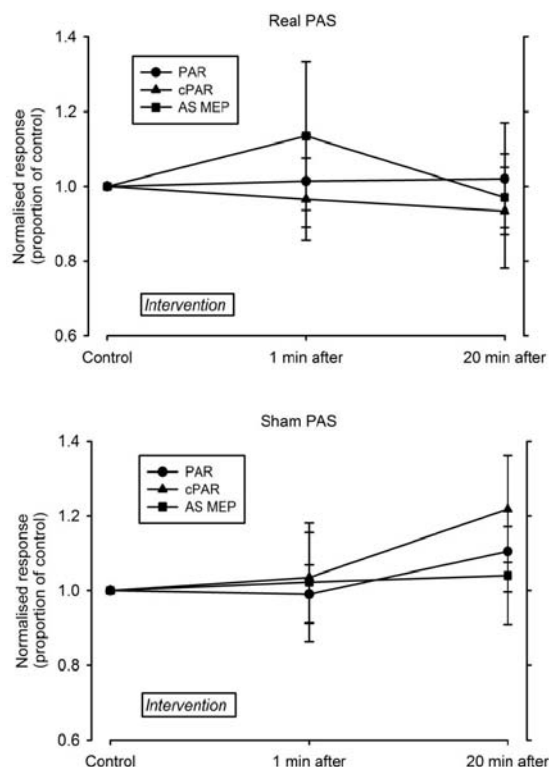 Real PAS
1.4
1.2
1.0
0.8
0.6
Normalised response
(proportion of control)
PAR
cPAR
AS MEP
Intervention
Control
1 min after
20 min after
Sham PAS
1.4
1.2
1.0
0.8
0.6
Normalised response
(proportion of control)
PAR
cPAR
AS MEP
Intervention
Control
1 min after
20 min after